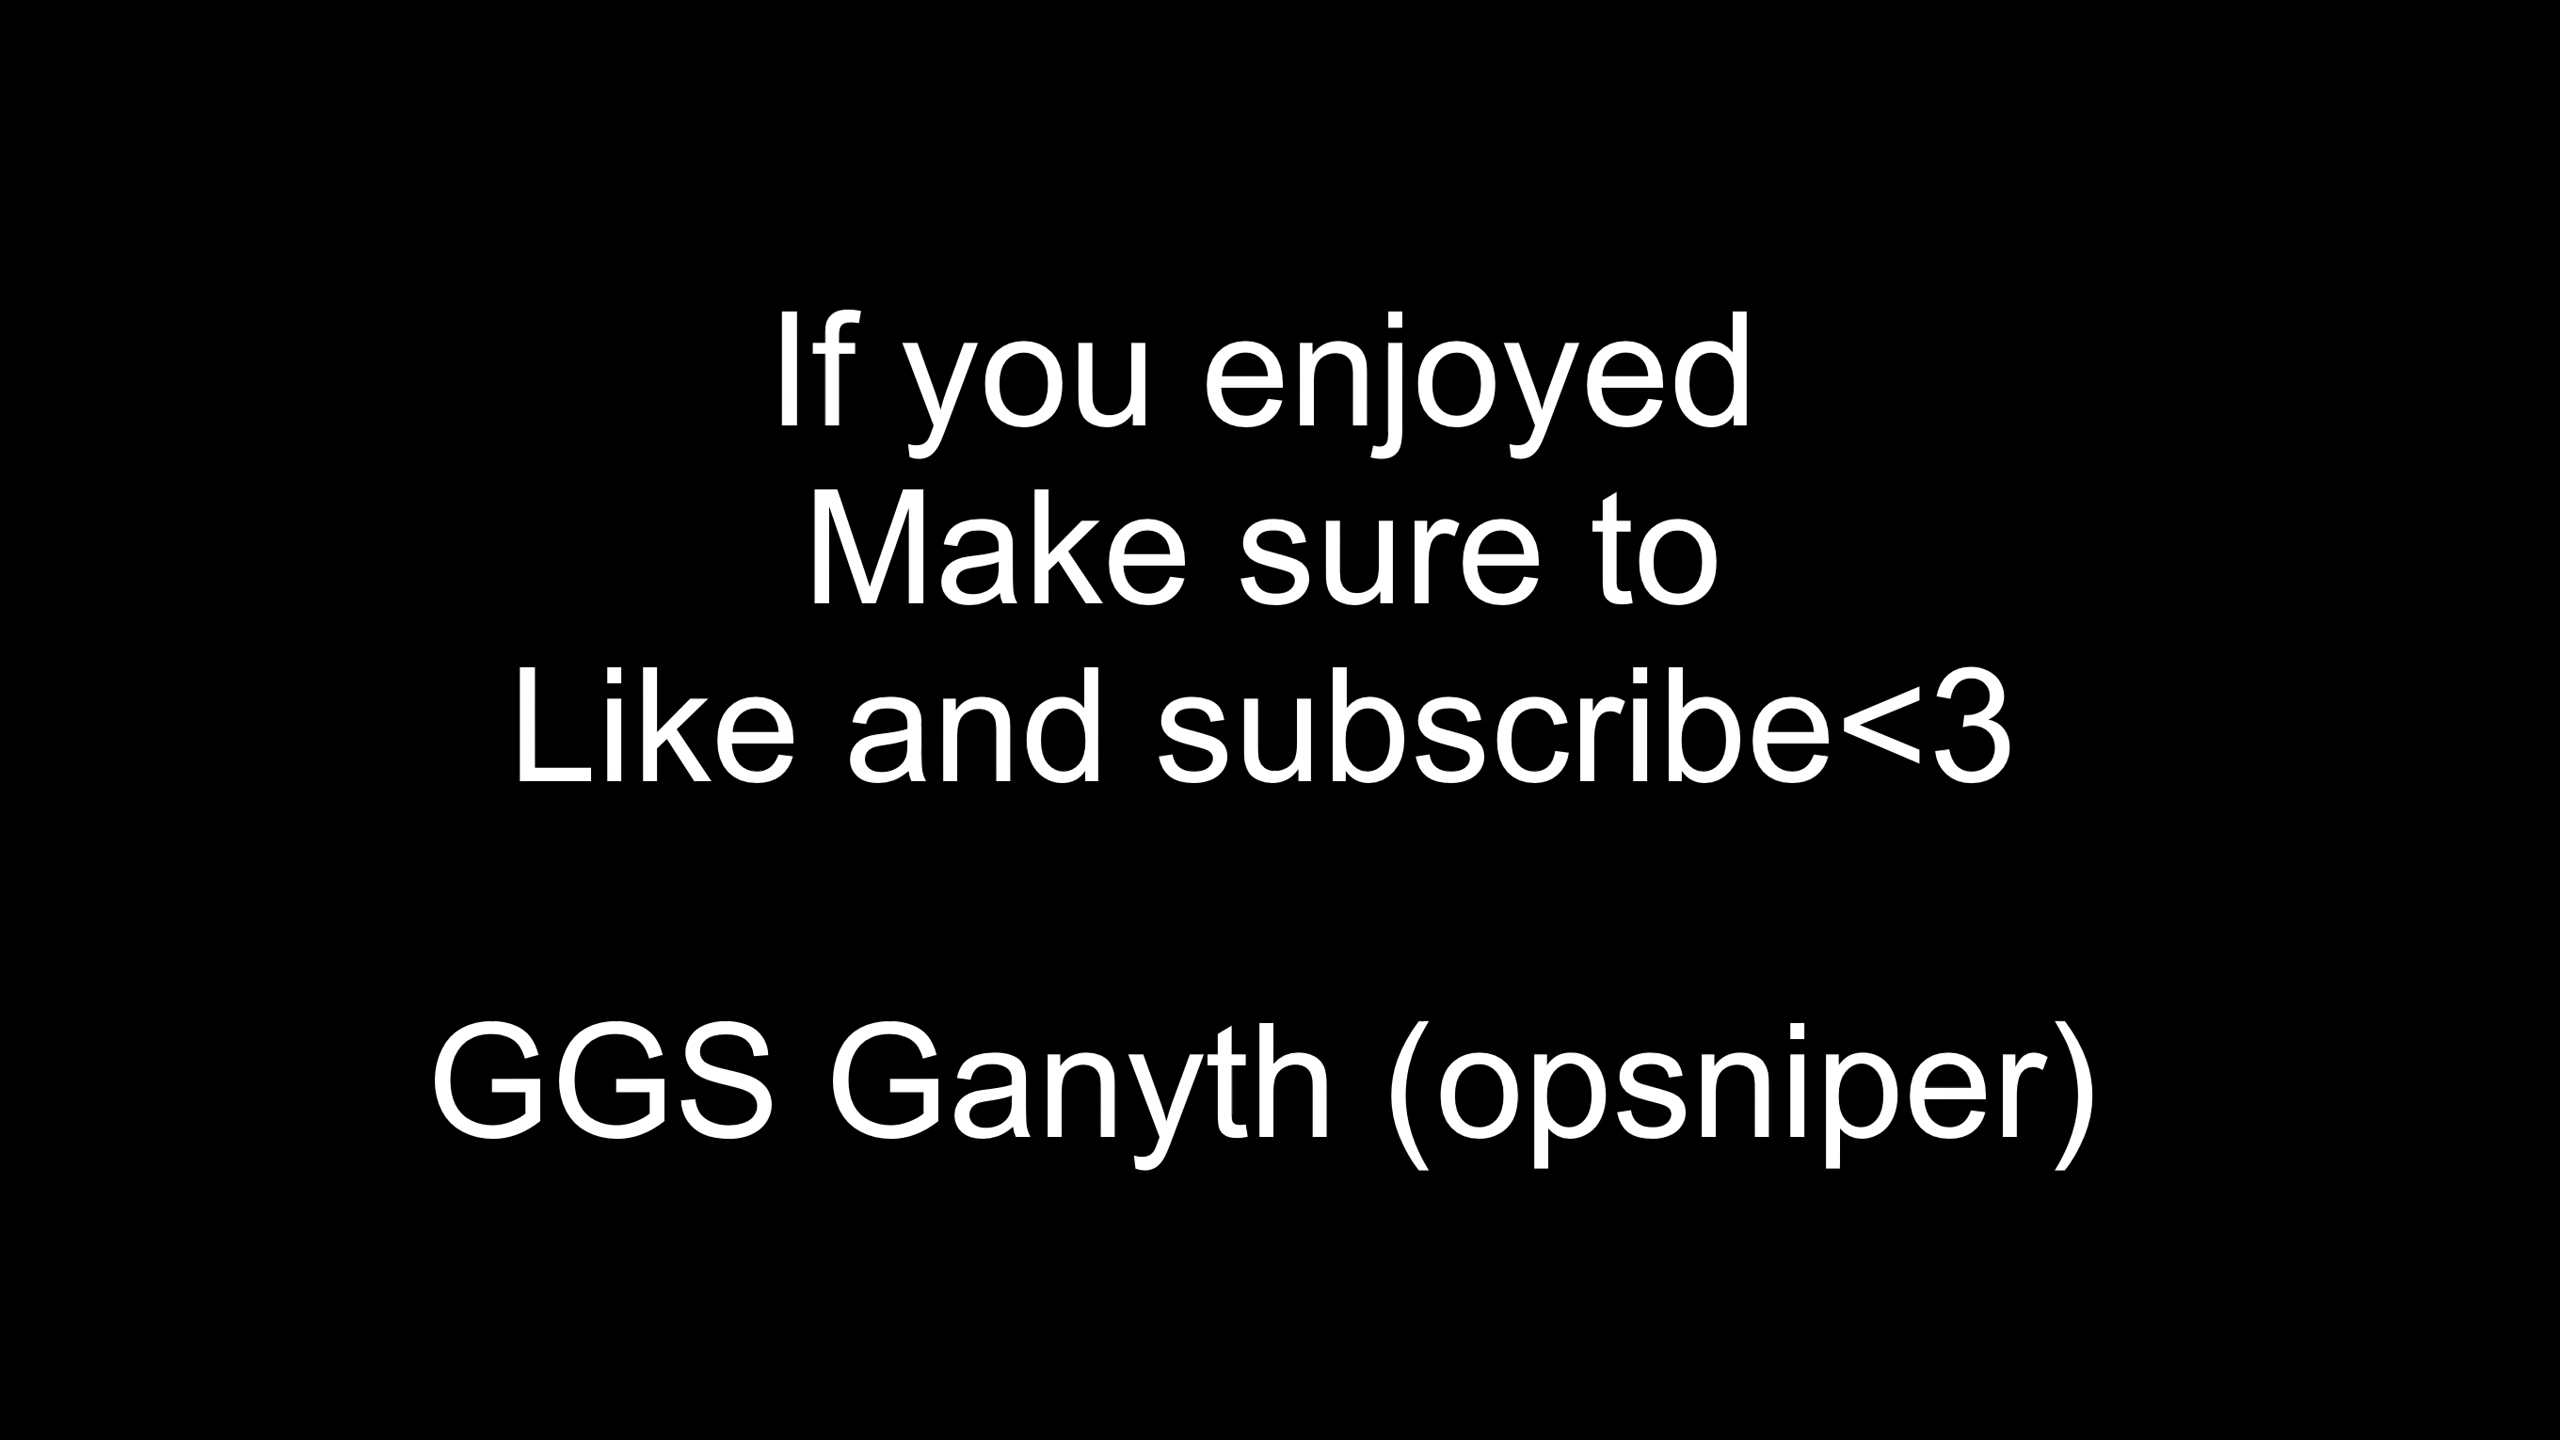 If you enjoyed
Make sure to
Like and subscribe<3
GGS Ganyth (opsniper)